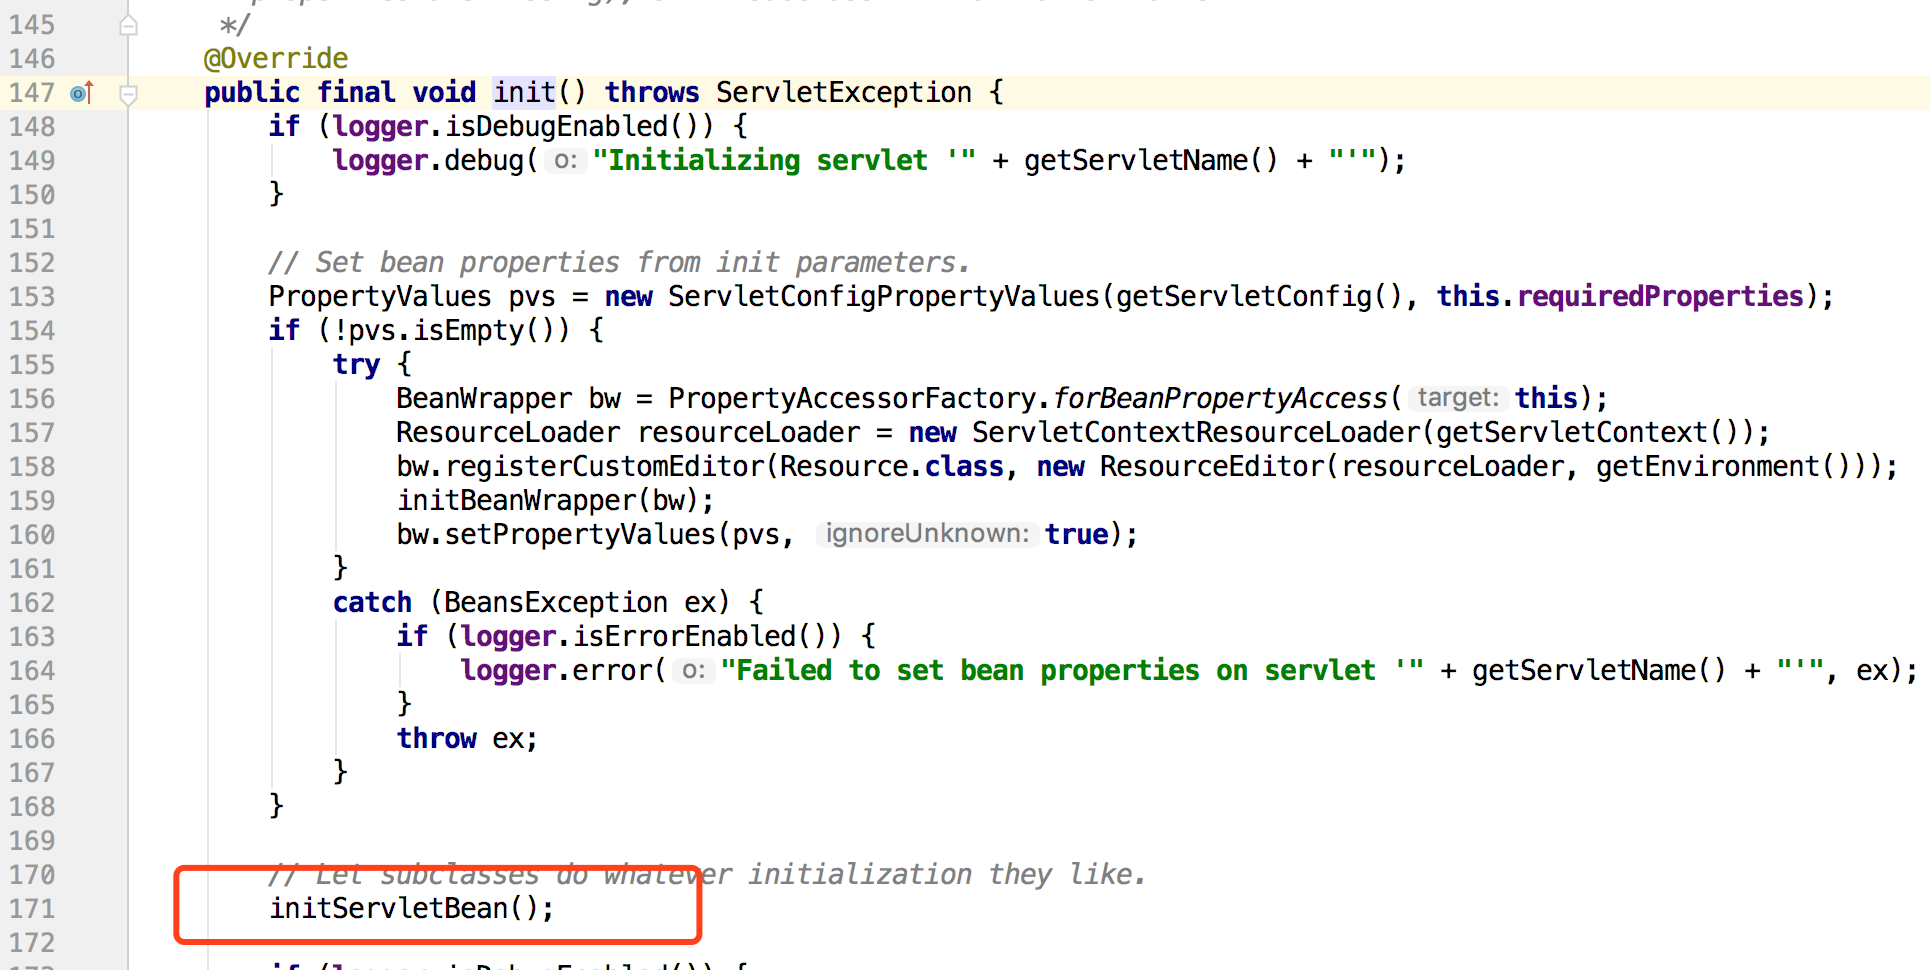 145 */
146 @Override
147 public final void init() throws ServletException {
148 if (logger.isDebugEnabled()) {
149 logger.debug( o: "Initializing servlet '" + getServletName() + "'");
150 }
151
152 // Set bean properties from init parameters.
153 PropertyValues pvs = new ServletConfigPropertyValues(getServletConfig(), this.requiredProperties);
154 if (!pvs.isEmpty()) {
155 try {
156 BeanWrapper bw = PropertyAccessorFactory.forBeanPropertyAccess( target: this);
157 ResourceLoader resourceLoader = new ServletContextResourceLoader(getServletContext());
158 bw.registerCustomEditor(Resource.class, new ResourceEditor(resourceLoader, getEnvironment()));
159 initBeanWrapper(bw);
160 bw.setPropertyValues(pvs, ignoreUnknown: true);
161 }
162 catch (BeansException ex) {
163 if (logger.isErrorEnabled()) {
164 logger.error( o: "Failed to set bean properties on servlet '" + getServletName() + "'", ex);
165 }
166 throw ex;
167 }
168 }
169
170 // Let subclasses do whatever initialization they like.
171 initServletBean();
172
if (logger.isDebugEnabled()) {